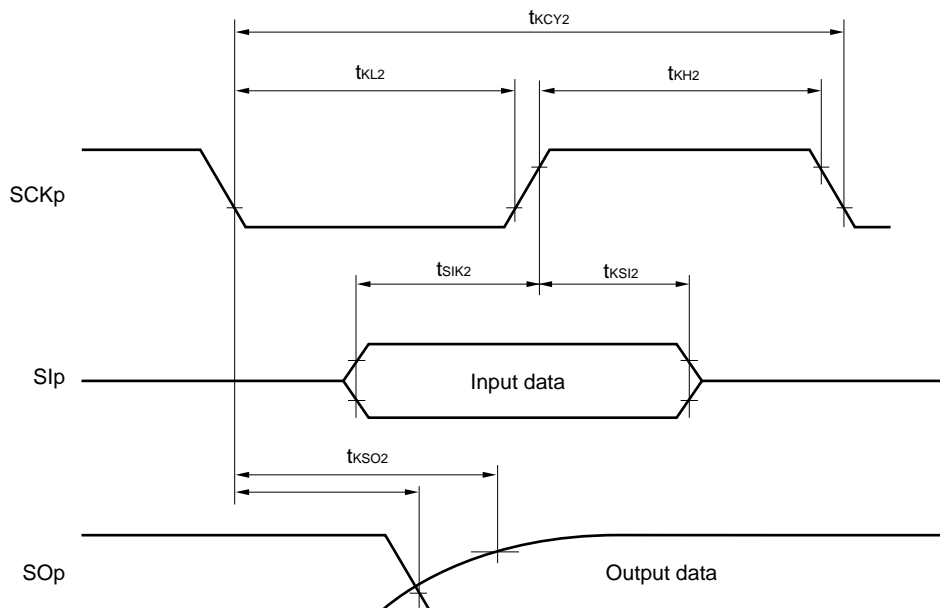 tKCY2
tKL2
tKH2
SCKp
tSIK2
tKSI2
SIp
Input data
tKSO2
SOp
Output data